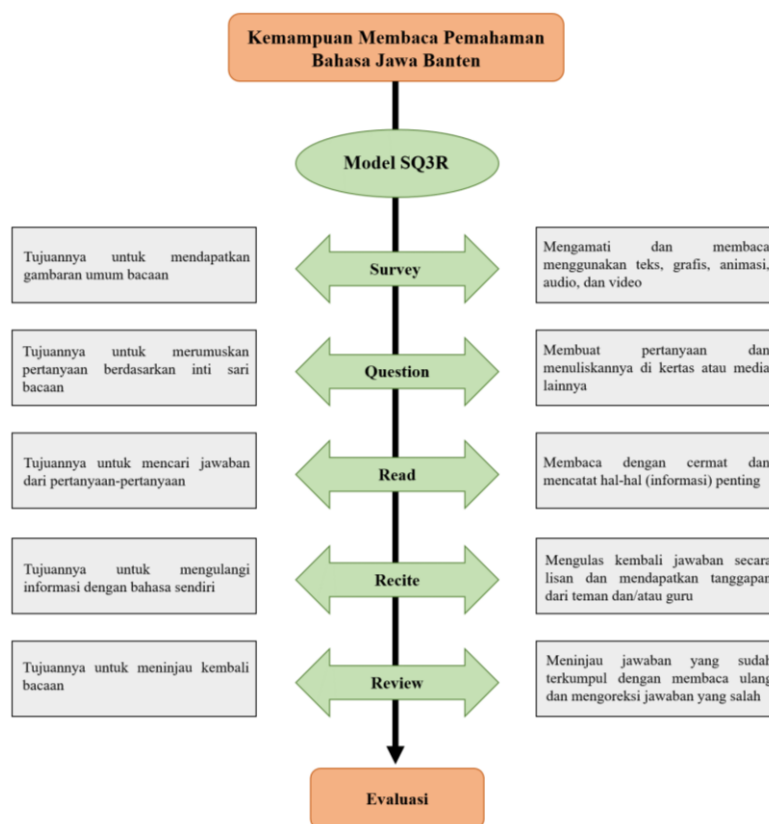 Kemampuan Membaca Pemahaman
Bahasa Jawa Banten
Model SQ3R
Tujuannya untuk mendapatkan
gambaran umum bacaan
Survey
Mengamati dan membaca
menggunakan teks, grafis, animasi,
audio, dan video
Tujuannya untuk merumuskan
pertanyaan berdasarkan inti sari
bacaan
Question
Membuat pertanyaan dan
menuliskannya di kertas atau media
lainnya
Tujuannya untuk mencari jawaban
dari pertanyaan-pertanyaan
Read
Membaca dengan cermat dan
mencatat hal-hal (informasi) penting
Tujuannya untuk mengulangi
informasi dengan bahasa sendiri
Recite
Mengulas kembali jawaban secara
lisan dan mendapatkan tanggapan
dari teman dan/atau guru
Tujuannya untuk meninjau kembali
bacaan
Review
Meninjau jawaban yang sudah
terkumpul dengan membaca ulang
dan mengoreksi jawaban yang salah
Evaluasi